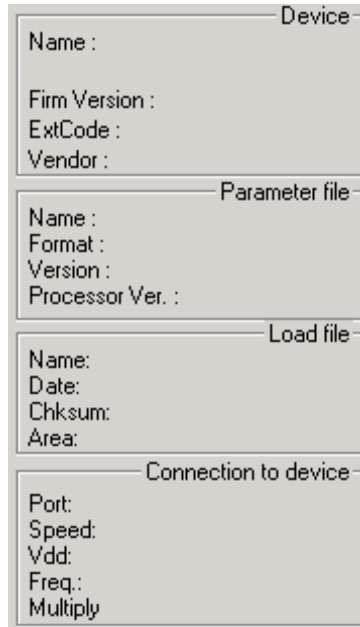 Device
Name :
Firm Version :
ExtCode :
Vendor :
Parameter file
Name :
Format :
Version :
Processor Ver. :
Load file
Name:
Date:
Chksum:
Area:
Connection to device
Port:
Speed:
Vdd:
Freq.:
Multiply